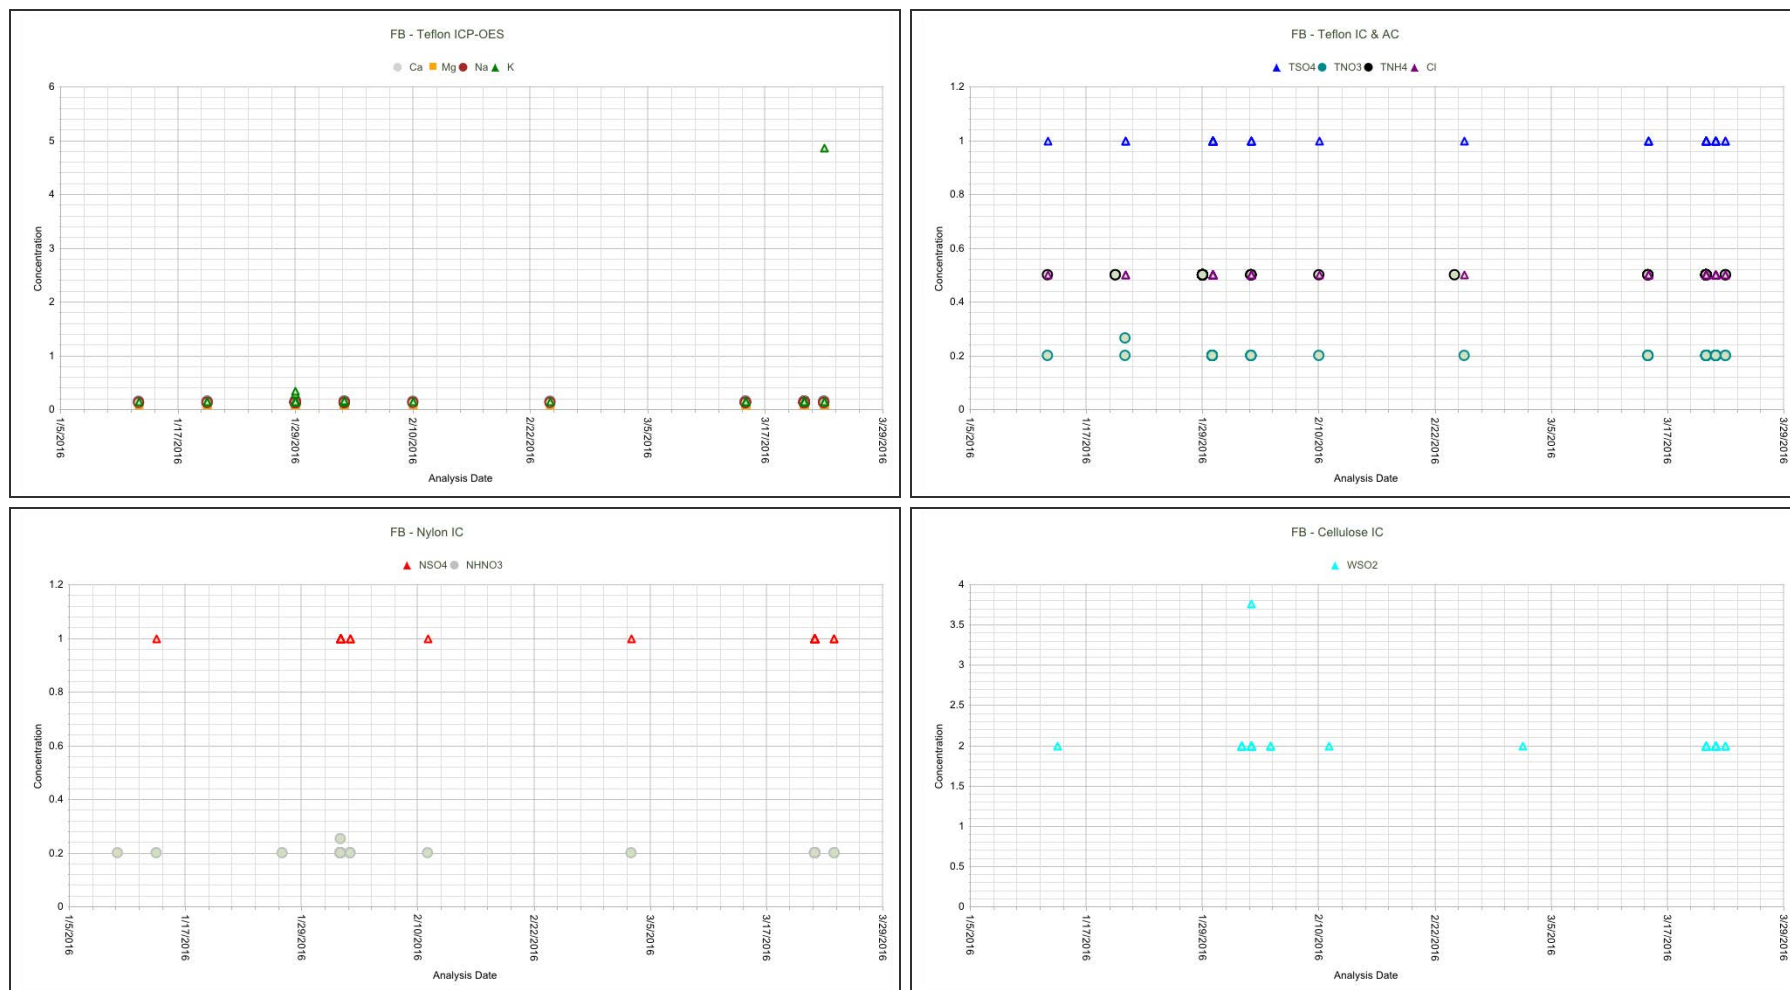 FB - Teflon ICP-OES
Ca Mg Na K
6
5
4
3
2
1
0
Concentration
1/5/2016 1/17/2016 1/29/2016 2/10/2016 2/22/2016 3/5/2016 3/17/2016 3/29/2016
Analysis Date
FB - Teflon IC & AC
TSO4 TNO3 TNH4 Cl
1.2
1
0.8
0.6
0.4
0.2
0
Concentration
1/5/2016 1/17/2016 1/29/2016 2/10/2016 2/22/2016 3/5/2016 3/17/2016 3/29/2016
Analysis Date
FB - Nylon IC
NSO4 NHNO3
1.2
1
0.8
0.6
0.4
0.2
0
Concentration
1/5/2016 1/17/2016 1/29/2016 2/10/2016 2/22/2016 3/5/2016 3/17/2016 3/29/2016
Analysis Date
FB - Cellulose IC
WSO2
4
3.5
3
2.5
2
1.5
1
0.5
0
Concentration
1/5/2016 1/17/2016 1/29/2016 2/10/2016 2/22/2016 3/5/2016 3/17/2016 3/29/2016
Analysis Date